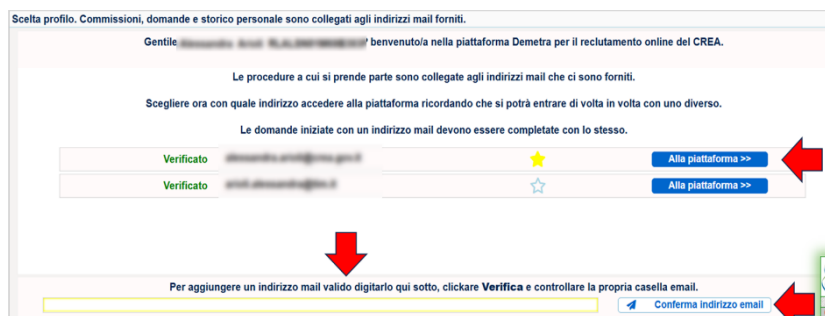 Scelta profilo. Commissioni, domande e storico personale sono collegati agli indirizzi mail forniti.
Gentile benvenuto/a nella piattaforma Demetra per il reclutamento online del CREA.
Le procedure a cui si prende parte sono collegate agli indirizzi mail che ci sono forniti.
Scegliere ora con quale indirizzo accedere alla piattaforma ricordando che si potrà entrare di volta in volta con uno diverso.
Le domande iniziate con un indirizzo mail devono essere completate con lo stesso.
Verificato Alla piattaforma >>
Verificato Alla piattaforma >>
Per aggiungere un indirizzo mail valido digitarlo qui sotto, clickare Verifica e controllare la propria casella email.
Conferma indirizzo email